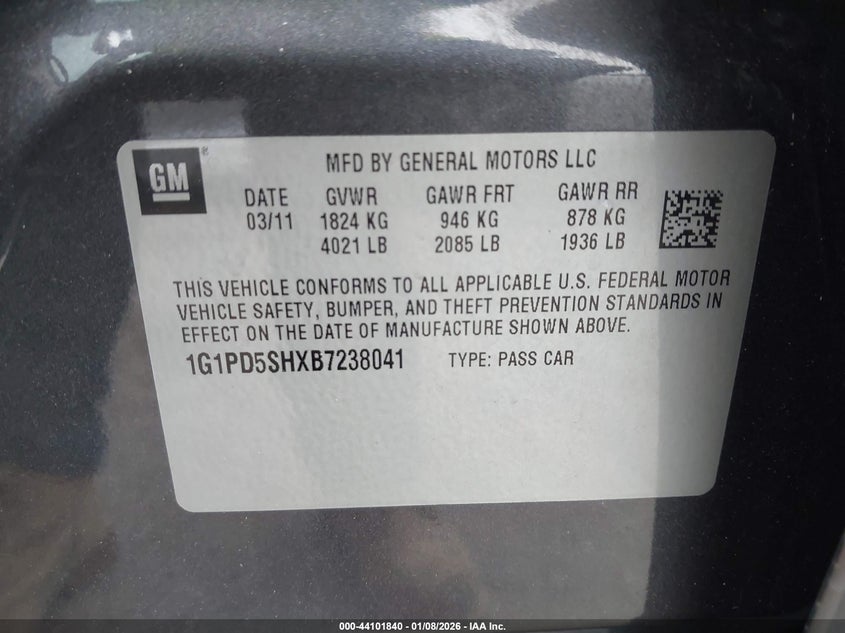 GM ®
MFD BY GENERAL MOTORS LLC
DATE GVWR GAWR FRT GAWR RR
03/11 1824 KG 946 KG 878 KG
4021 LB 2085 LB 1936 LB
THIS VEHICLE CONFORMS TO ALL APPLICABLE U.S. FEDERAL MOTOR
VEHICLE SAFETY, BUMPER, AND THEFT PREVENTION STANDARDS IN
EFFECT ON THE DATE OF MANUFACTURE SHOWN ABOVE.
1G1PD5SHXB7238041 TYPE: PASS CAR
000-44101840 - 01/08/2026 - IAA Inc.